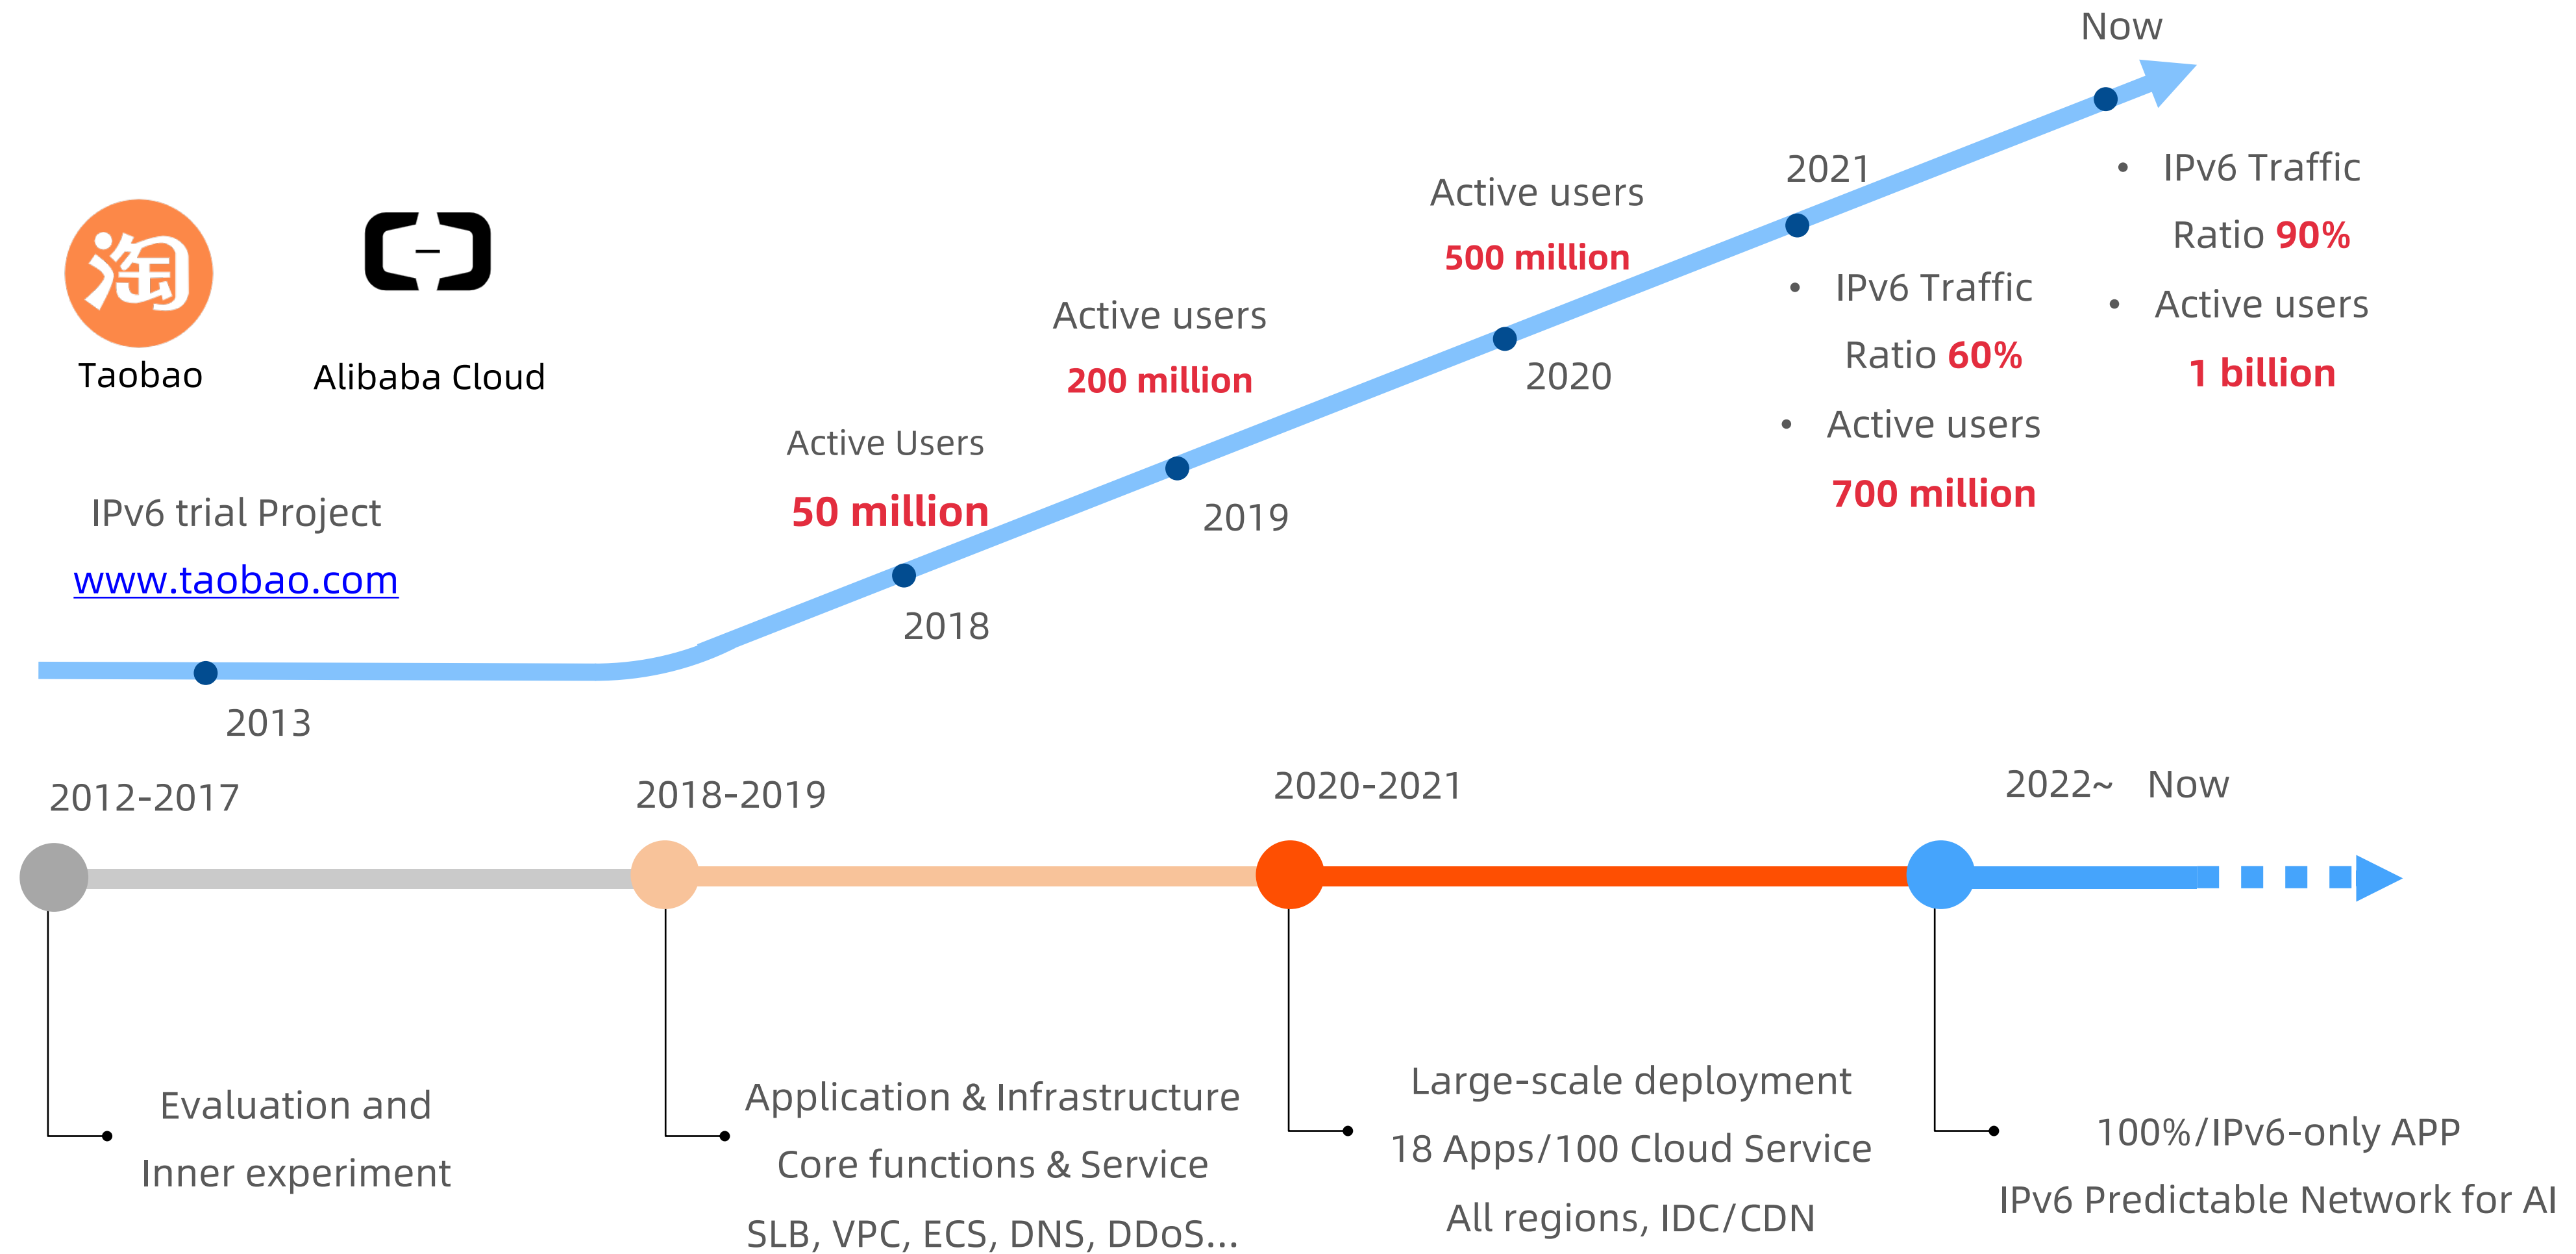 Now
2021
• IPv6 Traffic
Ratio 90%
• Active users
1 billion
Active users
500 million
• IPv6 Traffic
Ratio 60%
• Active users
700 million
2020
淘
Taobao
Alibaba Cloud
Active users
200 million
2019
Active Users
50 million
2018
IPv6 trial Project
www.taobao.com
2013
2012-2017
2018-2019
2020-2021
2022~ Now
Evaluation and
Inner experiment
Application & Infrastructure
Core functions & Service
SLB, VPC, ECS, DNS, DDoS...
Large-scale deployment
18 Apps/100 Cloud Service
All regions, IDC/CDN
100%/IPv6-only APP
IPv6 Predictable Network for AI